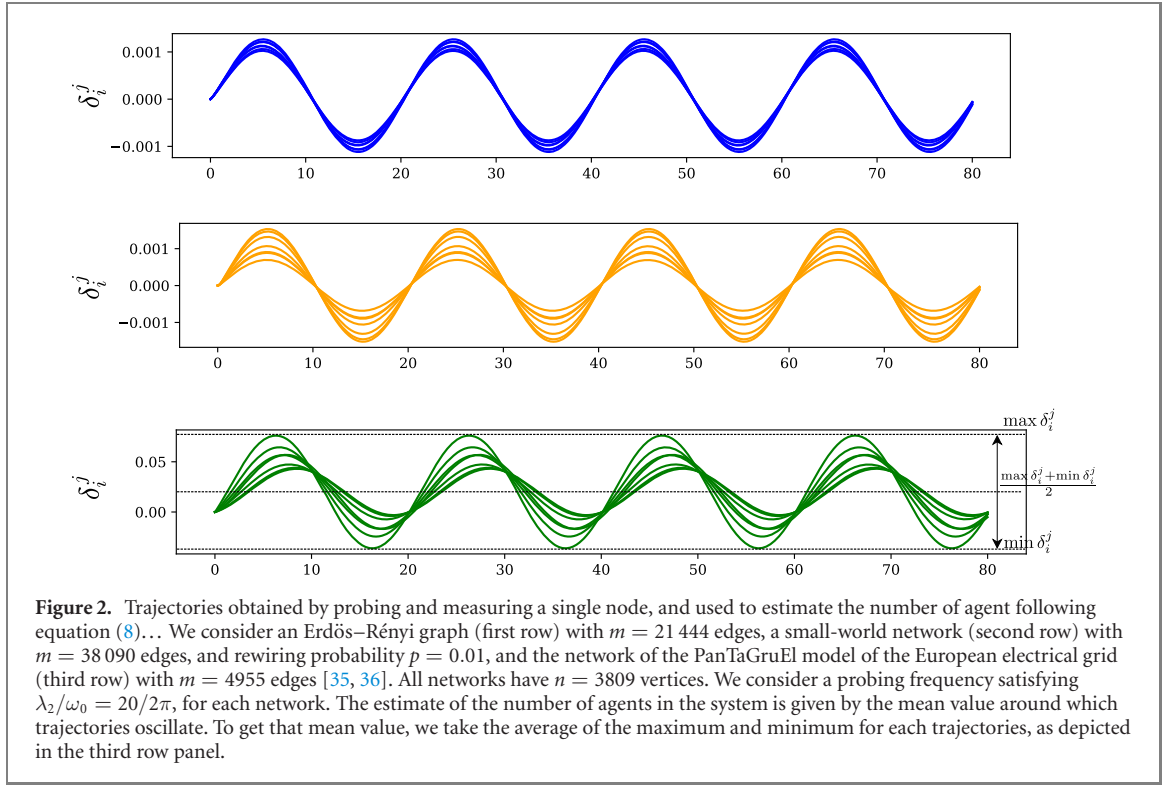 0.001
0.000
−0.001
δ_i^j
0 10 20 30 40 50 60 70 80
0.001
0.000
−0.001
δ_i^j
0 10 20 30 40 50 60 70 80
max δ_i^j
0.05
0.00
δ_i^j
(max δ_i^j + min δ_i^j)/2
min δ_i^j
0 10 20 30 40 50 60 70 80
Figure 2. Trajectories obtained by probing and measuring a single node, and used to estimate the number of agent following
equation (8)… We consider an Erdös–Rényi graph (first row) with m = 21 444 edges, a small-world network (second row) with
m = 38 090 edges, and rewiring probability p = 0.01, and the network of the PanTaGruEl model of the European electrical grid
(third row) with m = 4955 edges [35, 36]. All networks have n = 3809 vertices. We consider a probing frequency satisfying
λ₂/ω₀ = 20/2π, for each network. The estimate of the number of agents in the system is given by the mean value around which
trajectories oscillate. To get that mean value, we take the average of the maximum and minimum for each trajectories, as depicted
in the third row panel.